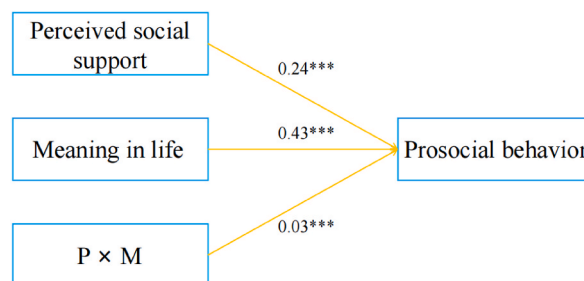 Perceived social
support
0.24***
Meaning in life
0.43***
Prosocial behavior
0.03***
P × M